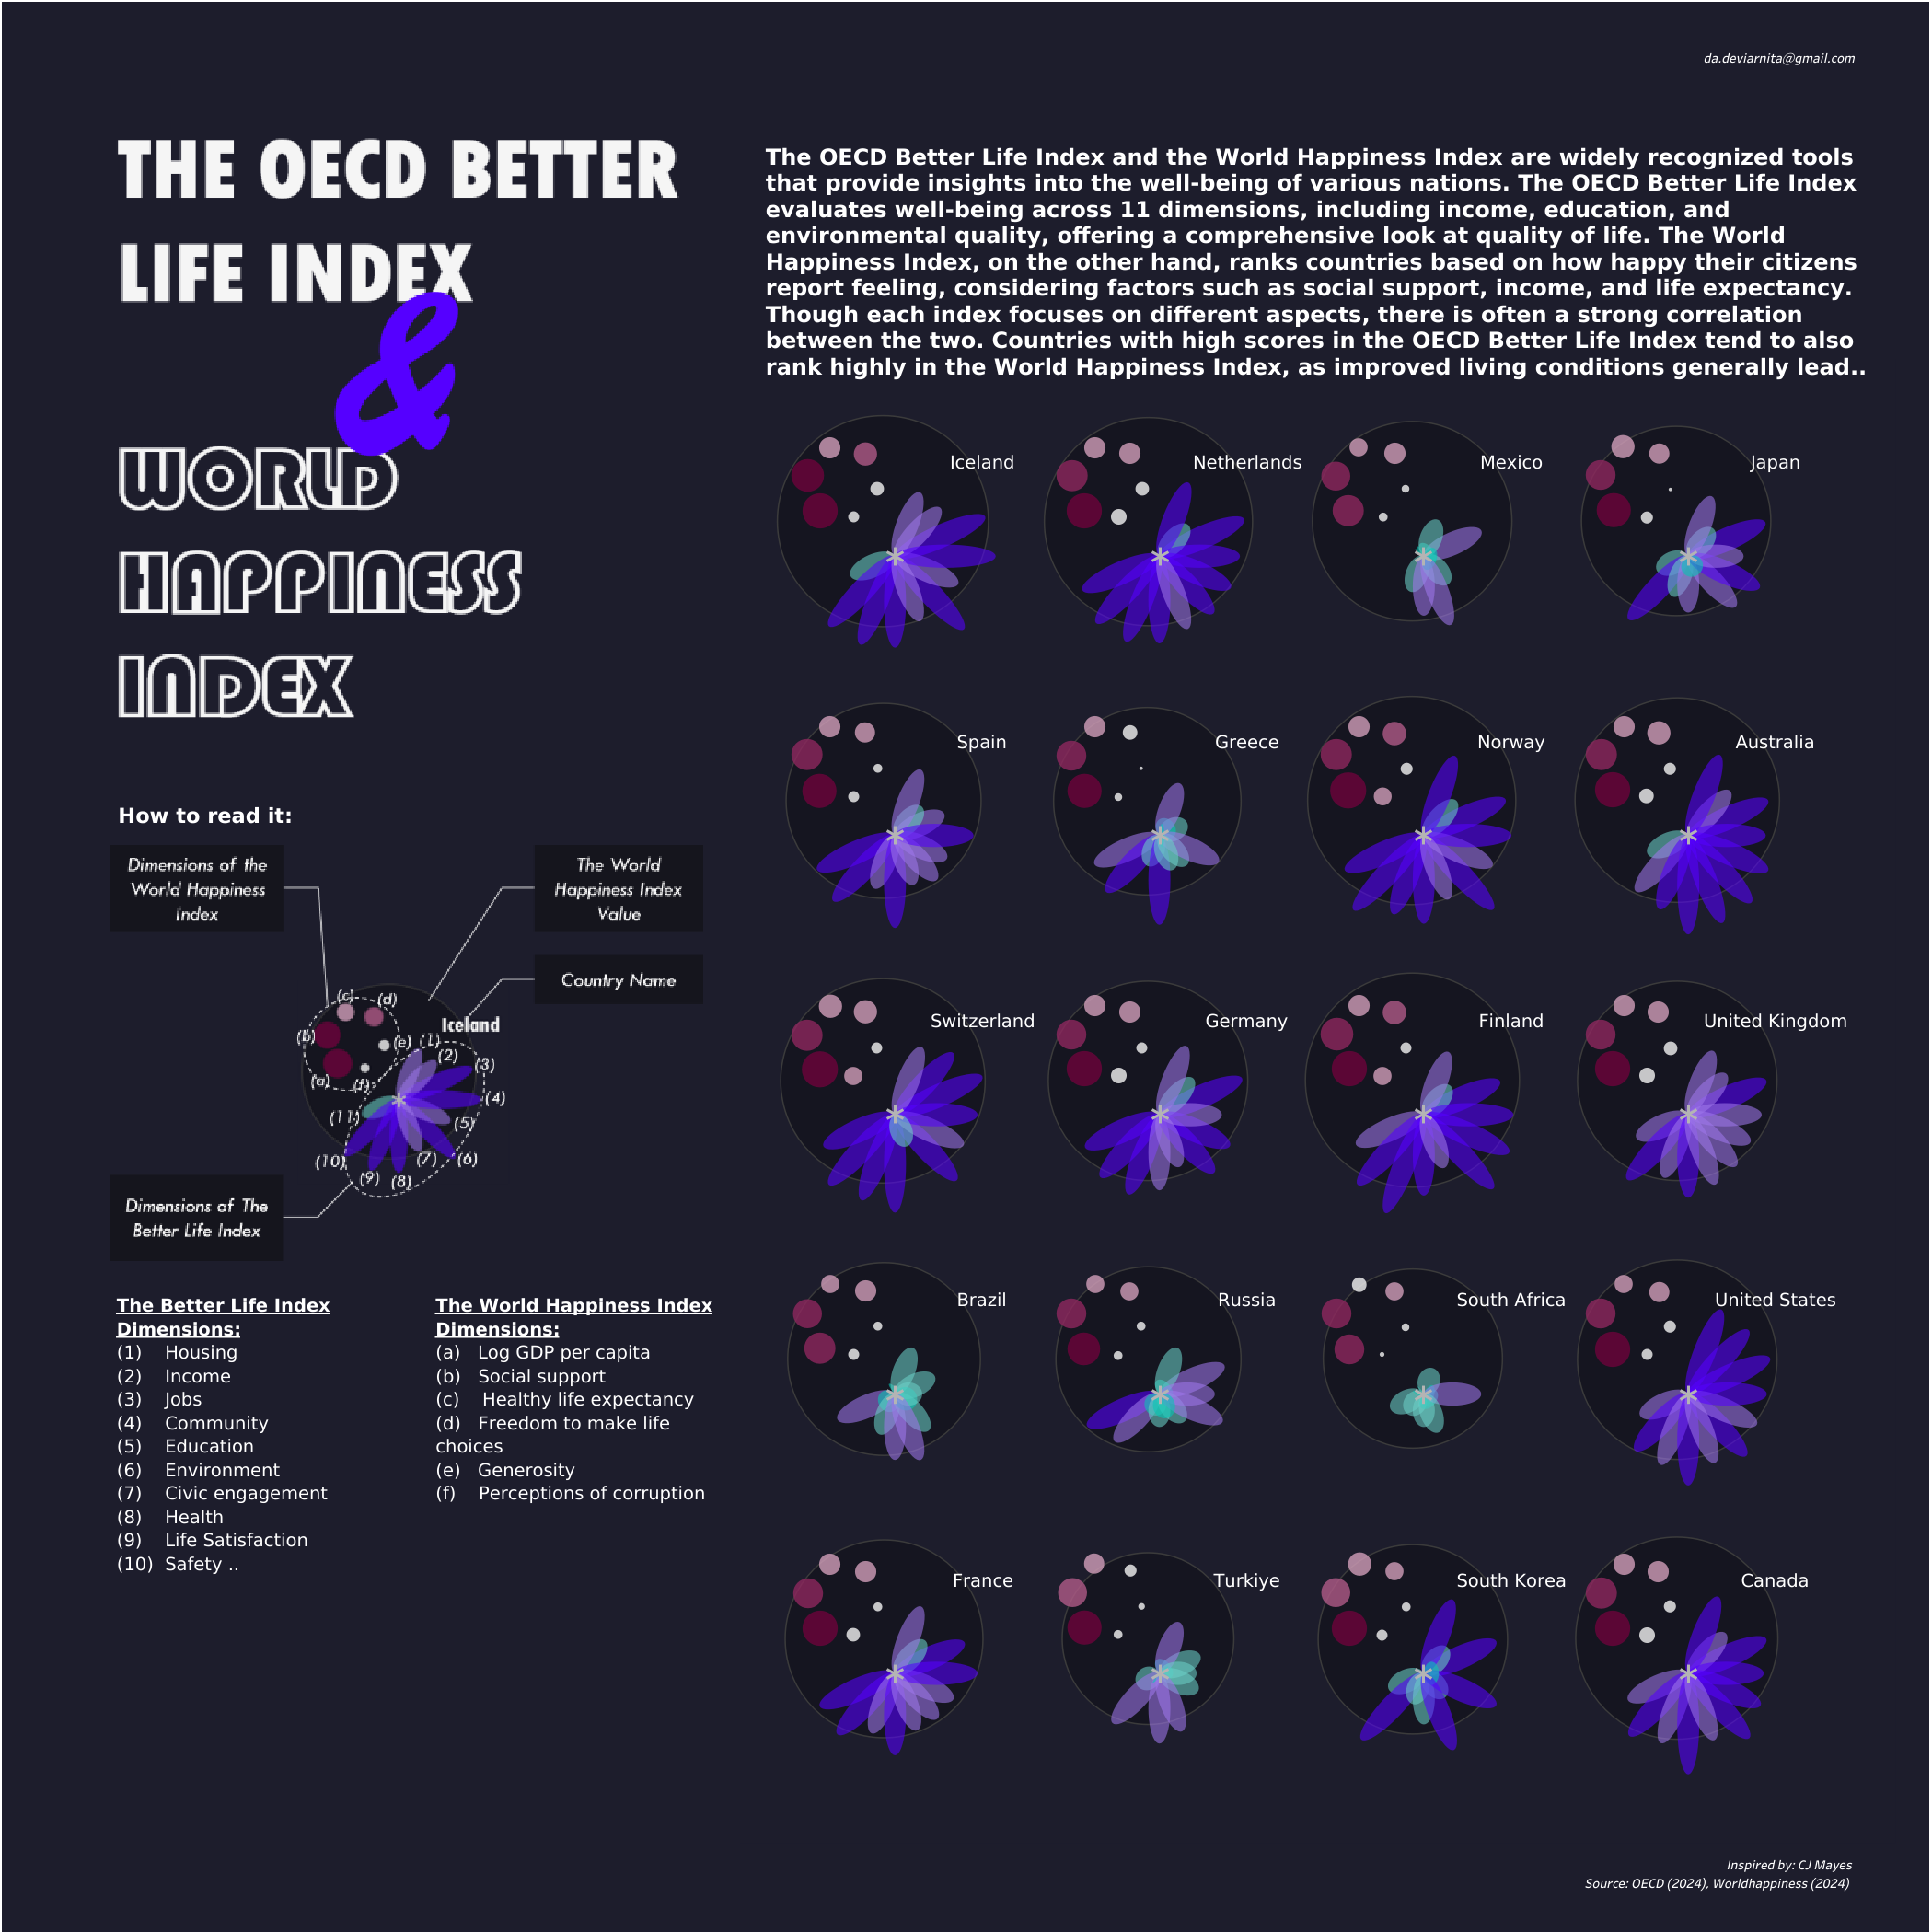 da.deviarnita@gmail.com
THE OECD BETTER
LIFE INDEX
&
WORLD
HAPPINESS
INDEX
The OECD Better Life Index and the World Happiness Index are widely recognized tools
that provide insights into the well-being of various nations. The OECD Better Life Index
evaluates well-being across 11 dimensions, including income, education, and
environmental quality, offering a comprehensive look at quality of life. The World
Happiness Index, on the other hand, ranks countries based on how happy their citizens
report feeling, considering factors such as social support, income, and life expectancy.
Though each index focuses on different aspects, there is often a strong correlation
between the two. Countries with high scores in the OECD Better Life Index tend to also
rank highly in the World Happiness Index, as improved living conditions generally lead..
How to read it:
Dimensions of the
World Happiness
Index
The World
Happiness Index
Value
Country Name
Iceland
(c)
(d)
(b)
(e)
(1)
(2)
(3)
(a)
(f)
(4)
(11)
(5)
(10)
(7)
(6)
(9)
(8)
Dimensions of The
Better Life Index
The Better Life Index
Dimensions:
(1) Housing
(2) Income
(3) Jobs
(4) Community
(5) Education
(6) Environment
(7) Civic engagement
(8) Health
(9) Life Satisfaction
(10) Safety ..
The World Happiness Index
Dimensions:
(a) Log GDP per capita
(b) Social support
(c) Healthy life expectancy
(d) Freedom to make life
choices
(e) Generosity
(f) Perceptions of corruption
Iceland
Netherlands
Mexico
Japan
Spain
Greece
Norway
Australia
Switzerland
Germany
Finland
United Kingdom
Brazil
Russia
South Africa
United States
France
Turkiye
South Korea
Canada
Inspired by: CJ Mayes
Source: OECD (2024), Worldhappiness (2024)